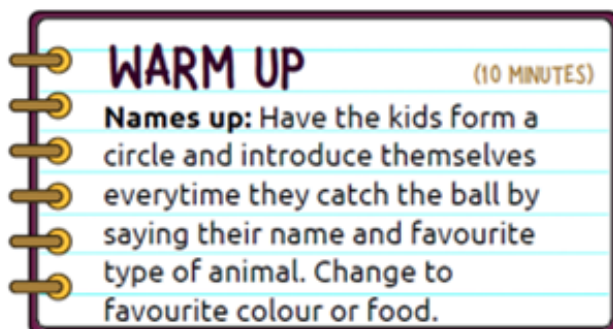 WARM UP (10 MINUTES)
Names up: Have the kids form a
circle and introduce themselves
everytime they catch the ball by
saying their name and favourite
type of animal. Change to
favourite colour or food.